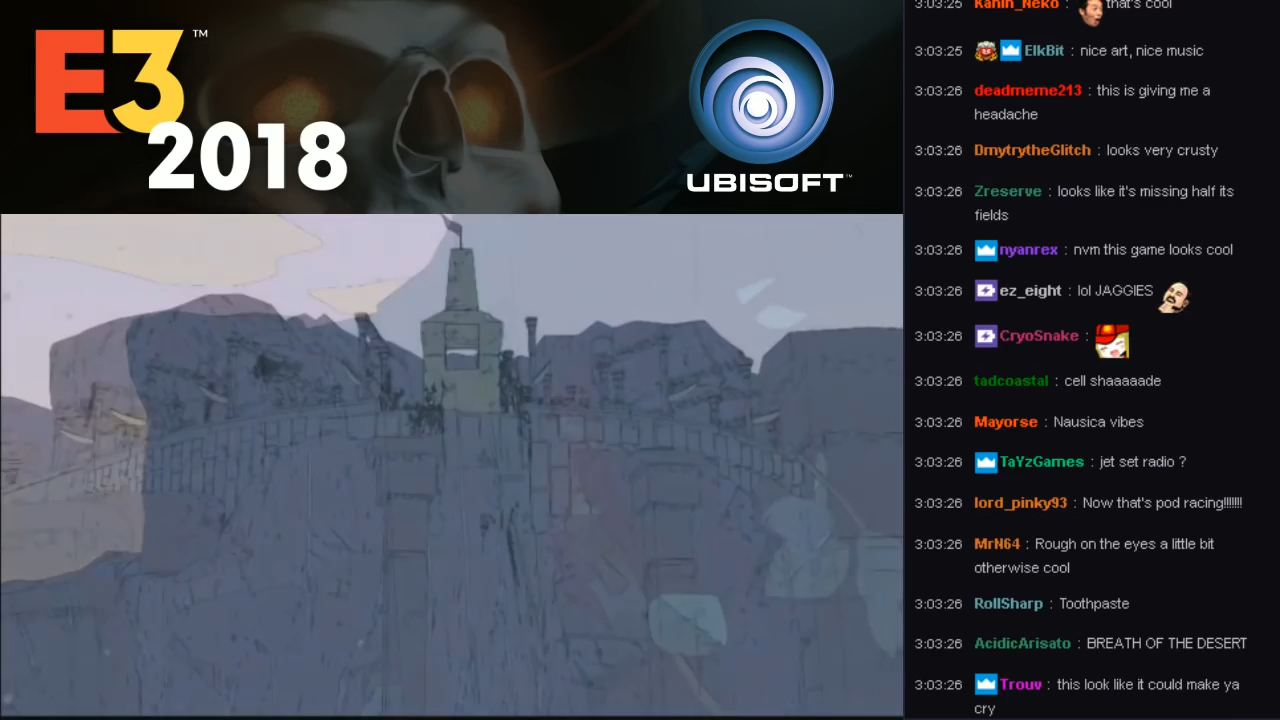 E3™
2018
UBISOFT™
3:03:25 Kanin_Neko : that's cool
3:03:25 ElkBit : nice art, nice music
3:03:26 deadmeme213 : this is giving me a
headache
3:03:26 DmytrytheGlitch : looks very crusty
3:03:26 Zreserve : looks like it's missing half its
fields
3:03:26 nyanrex : nvm this game looks cool
3:03:26 ez_eight : lol JAGGIES
3:03:26 CryoSnake :
3:03:26 tadcoastal : cell shaaaaade
3:03:26 Mayorse : Nausica vibes
3:03:26 TaYzGames : jet set radio ?
3:03:26 lord_pinky93 : Now that's pod racing!!!!!!!
3:03:26 MrN64 : Rough on the eyes a little bit
otherwise cool
3:03:26 RollSharp : Toothpaste
3:03:26 AcidicArisato : BREATH OF THE DESERT
3:03:26 Trouv : this look like it could make ya
cry